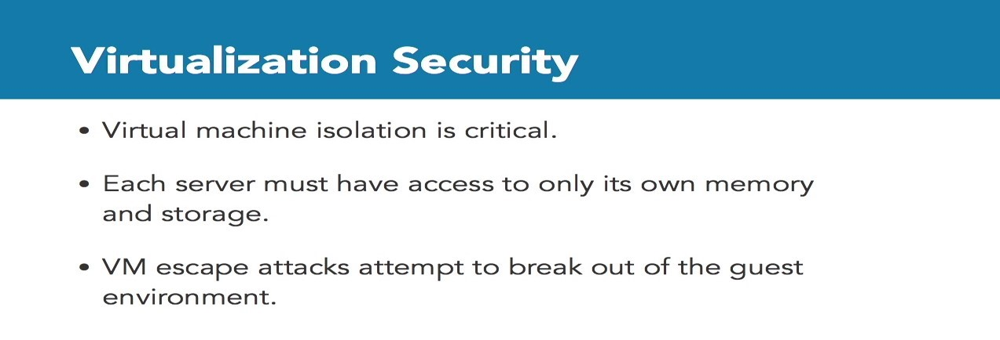 Virtualization Security
• Virtual machine isolation is critical.
• Each server must have access to only its own memory
and storage.
• VM escape attacks attempt to break out of the guest
environment.